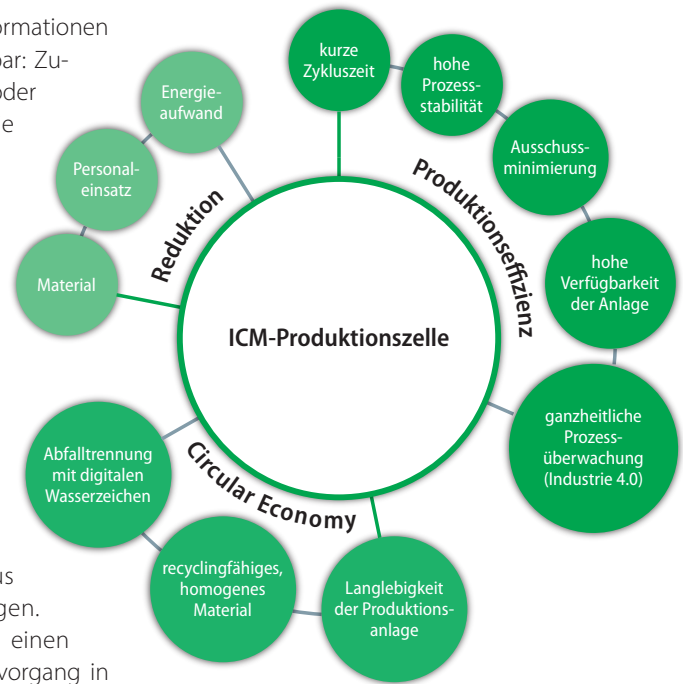 ormationen
bar: Zu-
oder
e
us
gen.
einen
vorgang in
kurze
Zykluszeit
hohe
Prozess-
stabilität
Ausschuss-
minimierung
hohe
Verfügbarkeit
der Anlage
ganzheitliche
Prozess-
überwachung
(Industrie 4.0)
Produktionseffizienz
Energie-
aufwand
Personal-
einsatz
Material
Reduktion
ICM-Produktionszelle
Abfalltrennung
mit digitalen
Wasserzeichen
recyclingfähiges,
homogenes
Material
Langlebigkeit
der Produktions-
anlage
Circular Economy